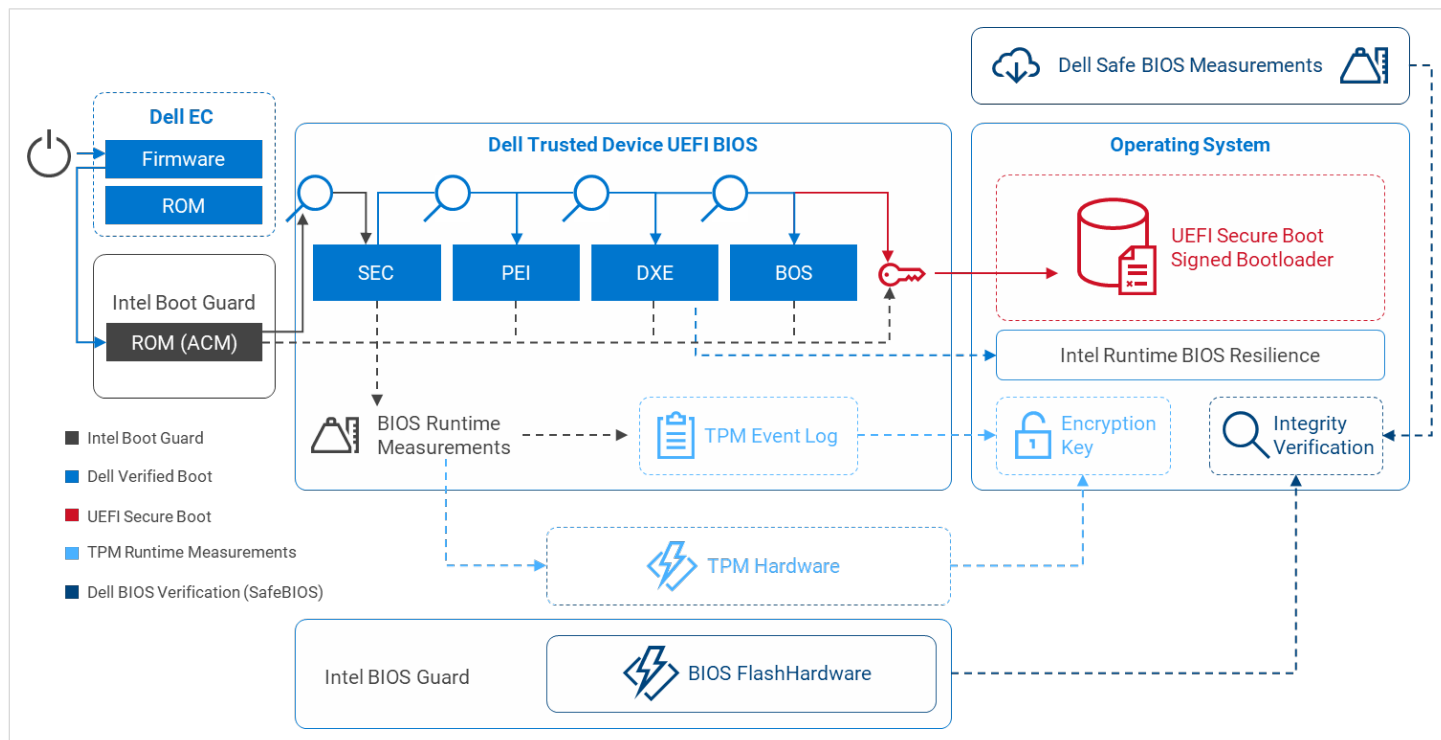 Dell Safe BIOS Measurements
Dell EC
Firmware
ROM
Intel Boot Guard
ROM (ACM)
Dell Trusted Device UEFI BIOS
SEC
PEI
DXE
BOS
BIOS Runtime
Measurements
TPM Event Log
Operating System
UEFI Secure Boot
Signed Bootloader
Intel Runtime BIOS Resilience
Encryption
Key
1
Integrity
Verification
Intel Boot Guard
Dell Verified Boot
UEFI Secure Boot
TPM Runtime Measurements
Dell BIOS Verification (SafeBIOS)
TPM Hardware
Intel BIOS Guard
BIOS FlashHardware